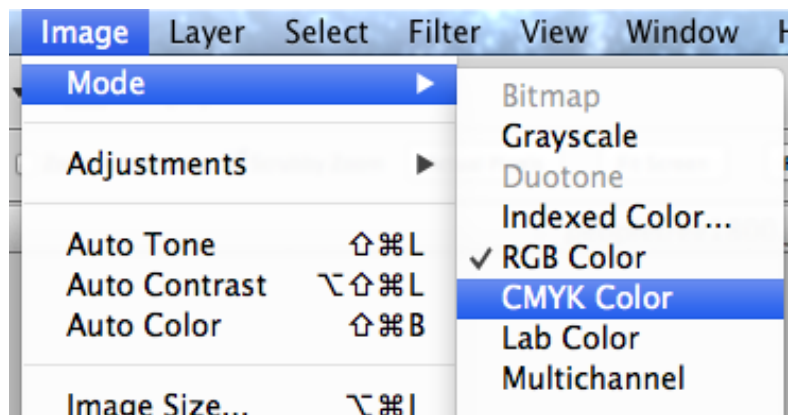 Image Layer Select Filter View Window
Mode ▶
Adjustments ▶
Auto Tone ⇧⌘L
Auto Contrast ⌥⇧⌘L
Auto Color ⇧⌘B
Image Size... ⌥⌘I
Bitmap
Grayscale
Duotone
Indexed Color...
✓ RGB Color
CMYK Color
Lab Color
Multichannel